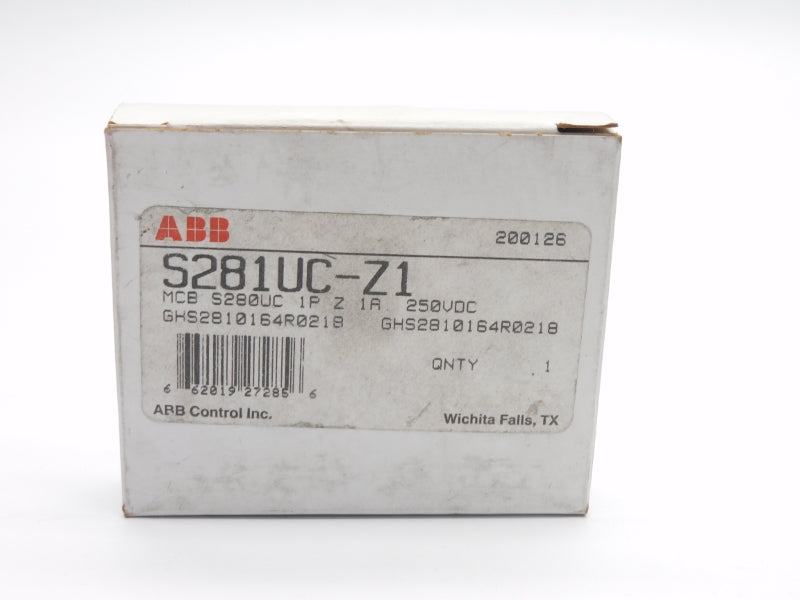 ABB 200126
S281UC-Z1
MCB S280UC 1P Z 1A. 250VDC
GHS2810164R0218 GHS2810164R0218
QNTY .1
6 62019 27286 6
ABB Control Inc. Wichita Falls, TX